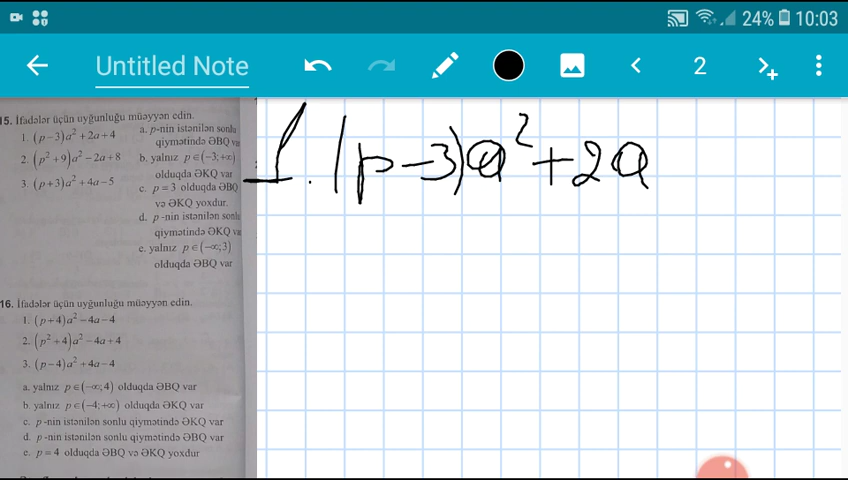 24% 10:03
Untitled Note
2
15. İfadələr üçün uyğunluğu müəyyən edin.
1. (p−3)a²+2a+4
2. (p²+9)a²−2a+8
3. (p+3)a²+4a−5
a. p-nin istənilən sonlu
qiymətində ƏBQ va
b. yalnız p∈(−3;+∞)
olduqda ƏKQ var
c. p=3 olduqda ƏBQ
və ƏKQ yoxdur.
d. p-nin istənilən sonlu
qiymətində ƏKQ va
e. yalnız p∈(−∞;3)
olduqda ƏBQ var
16. İfadələr üçün uyğunluğu müəyyən edin.
1. (p+4)a²−4a−4
2. (p²+4)a²−4a+4
3. (p−4)a²+4a−4
a. yalnız p∈(−∞;4) olduqda ƏBQ var
b. yalnız p∈(−4;+∞) olduqda ƏKQ var
c. p-nin istənilən sonlu qiymətində ƏKQ var
d. p-nin istənilən sonlu qiymətində ƏBQ var
e. p=4 olduqda ƏBQ və ƏKQ yoxdur
1. (p−3)a²+2a